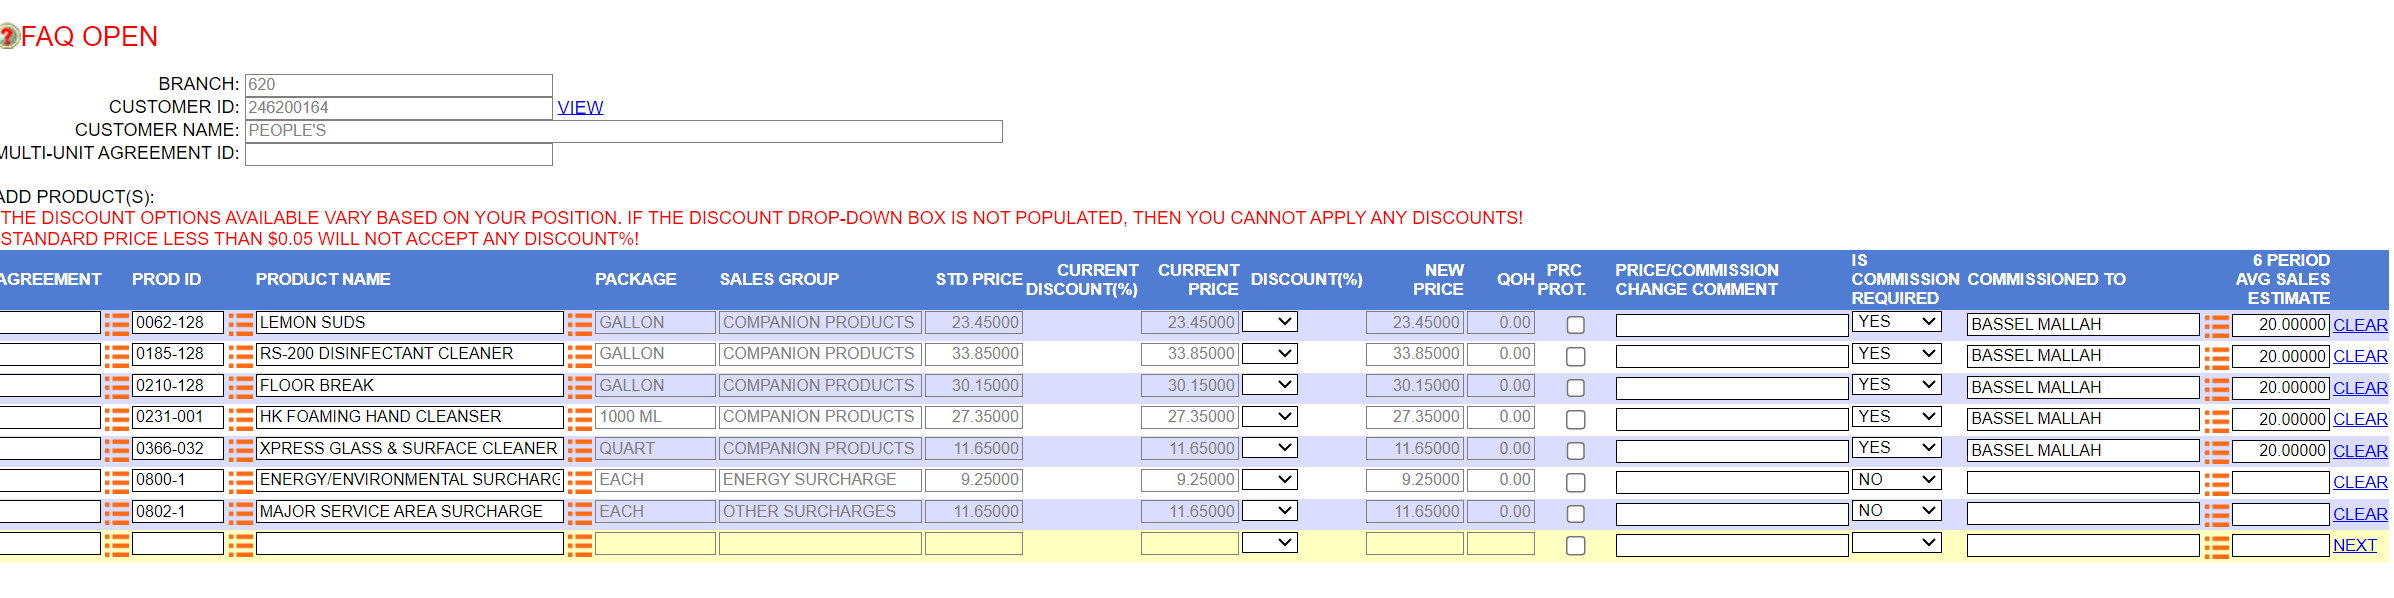 FAQ OPEN
BRANCH: 620
CUSTOMER ID: 246200164 VIEW
CUSTOMER NAME: PEOPLE'S
MULTI-UNIT AGREEMENT ID:
ADD PRODUCT(S):
THE DISCOUNT OPTIONS AVAILABLE VARY BASED ON YOUR POSITION. IF THE DISCOUNT DROP-DOWN BOX IS NOT POPULATED, THEN YOU CANNOT APPLY ANY DISCOUNTS!
STANDARD PRICE LESS THAN $0.05 WILL NOT ACCEPT ANY DISCOUNT%!
AGREEMENT PROD ID PRODUCT NAME PACKAGE SALES GROUP STD PRICE CURRENT DISCOUNT(%) CURRENT PRICE DISCOUNT(%) NEW PRICE QOH PRC PROT. PRICE/COMMISSION CHANGE COMMENT IS COMMISSION REQUIRED COMMISSIONED TO 6 PERIOD AVG SALES ESTIMATE
0062-128 LEMON SUDS GALLON COMPANION PRODUCTS 23.45000 23.45000 23.45000 0.00 YES BASSEL MALLAH 20.00000 CLEAR
0185-128 RS-200 DISINFECTANT CLEANER GALLON COMPANION PRODUCTS 33.85000 33.85000 33.85000 0.00 YES BASSEL MALLAH 20.00000 CLEAR
0210-128 FLOOR BREAK GALLON COMPANION PRODUCTS 30.15000 30.15000 30.15000 0.00 YES BASSEL MALLAH 20.00000 CLEAR
0231-001 HK FOAMING HAND CLEANSER 1000 ML COMPANION PRODUCTS 27.35000 27.35000 27.35000 0.00 YES BASSEL MALLAH 20.00000 CLEAR
0366-032 XPRESS GLASS & SURFACE CLEANER QUART COMPANION PRODUCTS 11.65000 11.65000 11.65000 0.00 YES BASSEL MALLAH 20.00000 CLEAR
0800-1 ENERGY/ENVIRONMENTAL SURCHARG EACH ENERGY SURCHARGE 9.25000 9.25000 9.25000 0.00 NO CLEAR
0802-1 MAJOR SERVICE AREA SURCHARGE EACH OTHER SURCHARGES 11.65000 11.65000 11.65000 0.00 NO CLEAR
NEXT